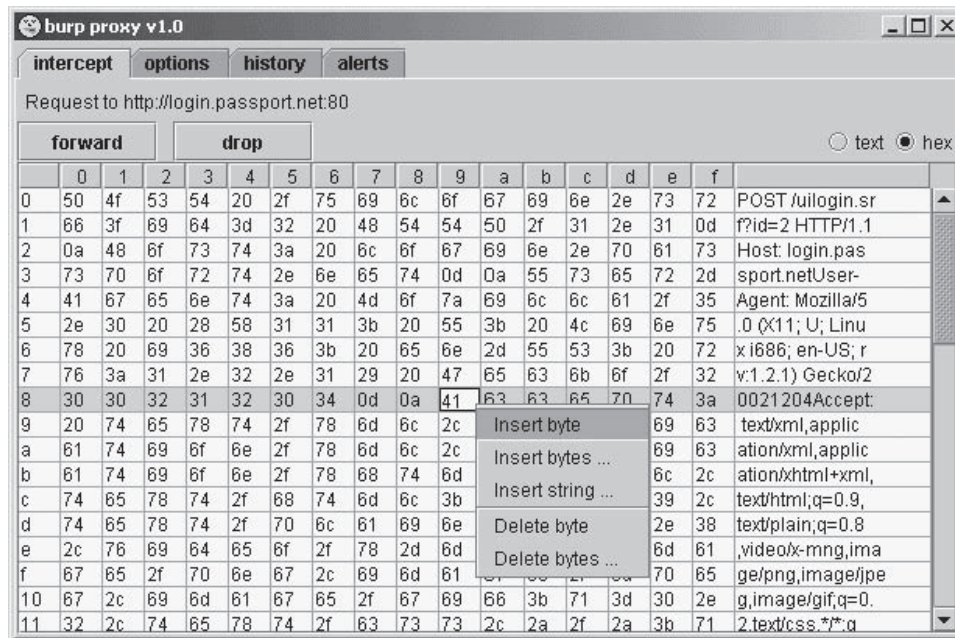 burp proxy v1.0
intercept options history alerts
Request to http://login.passport.net:80
forward drop text hex
0 1 2 3 4 5 6 7 8 9 a b c d e f
0 50 4f 53 54 20 2f 75 69 6c 6f 67 69 6e 2e 73 72 POST /uilogin.sr
1 66 3f 69 64 3d 32 20 48 54 54 50 2f 31 2e 31 0d f?id=2 HTTP/1.1
2 0a 48 6f 73 74 3a 20 6c 6f 67 69 6e 2e 70 61 73 Host: login.pas
3 73 70 6f 72 74 2e 6e 65 74 0d 0a 55 73 65 72 2d sport.netUser-
4 41 67 65 6e 74 3a 20 4d 6f 7a 69 6c 6c 61 2f 35 Agent: Mozilla/5
5 2e 30 20 28 58 31 31 3b 20 55 3b 20 4c 69 6e 75 .0 (X11; U; Linu
6 78 20 69 36 38 36 3b 20 65 6e 2d 55 53 3b 20 72 x i686; en-US; r
7 76 3a 31 2e 32 2e 31 29 20 47 65 63 6b 6f 2f 32 v:1.2.1) Gecko/2
8 30 30 32 31 32 30 34 0d 0a 41 63 63 65 70 74 3a 0021204Accept:
9 20 74 65 78 74 2f 78 6d 6c 2c 69 63 text/xml,applic
a 61 74 69 6f 6e 2f 78 6d 6c 2c 69 63 ation/xml,applic
b 61 74 69 6f 6e 2f 78 68 74 6d 6c 2c ation/xhtml+xml,
c 74 65 78 74 2f 68 74 6d 6c 3b 39 2c text/html;q=0.9,
d 74 65 78 74 2f 70 6c 61 69 6e 2e 38 text/plain;q=0.8
e 2c 76 69 64 65 6f 2f 78 2d 6d 6d 61 ,video/x-mng,ima
f 67 65 2f 70 6e 67 2c 69 6d 61 70 65 ge/png,image/jpe
10 67 2c 69 6d 61 67 65 2f 67 69 66 3b 71 3d 30 2e g,image/gif;q=0.
11 32 2c 74 65 78 74 2f 63 73 73 2c 2a 2f 2a 3b 71 2,text/css,*/*;q
Insert byte
Insert bytes ...
Insert string ...
Delete byte
Delete bytes ...